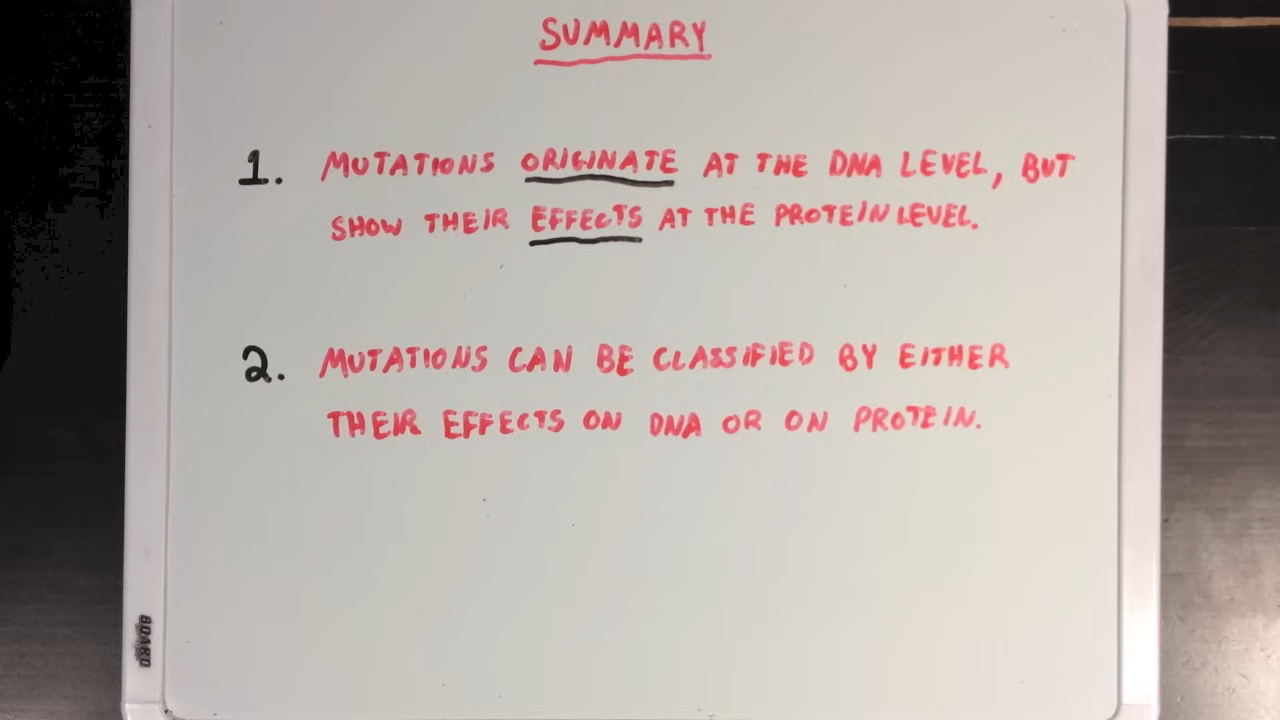 SUMMARY
1. MUTATIONS ORIGINATE AT THE DNA LEVEL, BUT
SHOW THEIR EFFECTS AT THE PROTEIN LEVEL.
2. MUTATIONS CAN BE CLASSIFIED BY EITHER
THEIR EFFECTS ON DNA OR ON PROTEIN.
BOARD